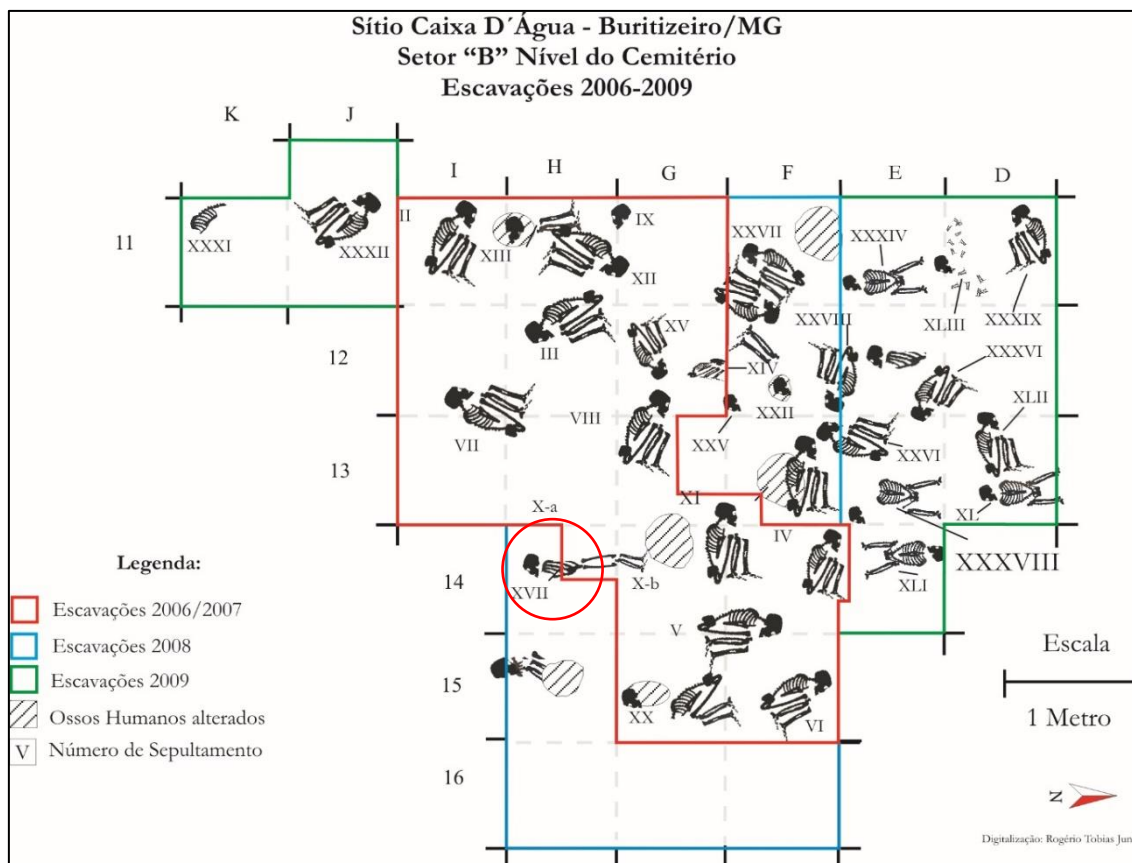 Sítio Caixa D´Água - Buritizeiro/MG
Setor “B” Nível do Cemitério
Escavações 2006-2009
K
J
I
H
G
F
E
D
11
XXXI
XXXII
II
XIII
IX
XII
XXVII
XXXIV
XLIII
XXXIX
12
III
XV
XIV
XXVIII
XXII
XXXVI
XLII
VII
VIII
XXV
XXVI
13
XI
XL
X-a
IV
XXXVIII
14
XVII
X-b
XLI
V
15
XX
VI
16
Legenda:
Escavações 2006/2007
Escavações 2008
Escavações 2009
Ossos Humanos alterados
V Número de Sepultamento
Escala
1 Metro
N
Digitalização: Rogério Tobias Jun